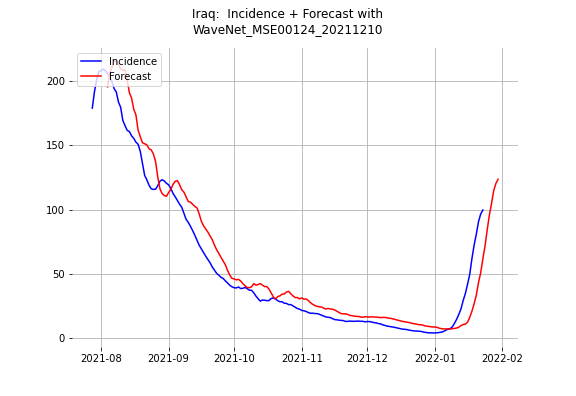 Iraq:  Incidence + Forecast with
WaveNet_MSE00124_20211210
Incidence
Forecast
200
150
100
50
0
2021-08 2021-09 2021-10 2021-11 2021-12 2022-01 2022-02